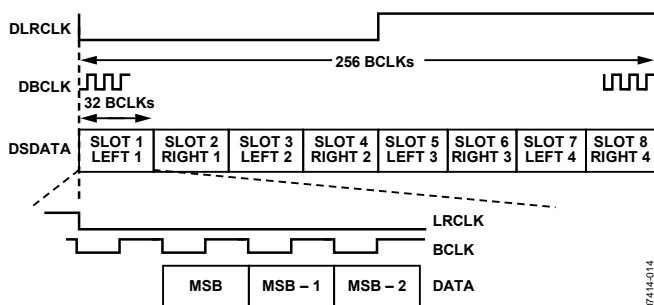 DLRCLK
256 BCLKs
DBCLK
32 BCLKs
DSDATA
SLOT 1 LEFT 1
SLOT 2 RIGHT 1
SLOT 3 LEFT 2
SLOT 4 RIGHT 2
SLOT 5 LEFT 3
SLOT 6 RIGHT 3
SLOT 7 LEFT 4
SLOT 8 RIGHT 4
LRCLK
BCLK
MSB
MSB – 1
MSB – 2
DATA
07414-014